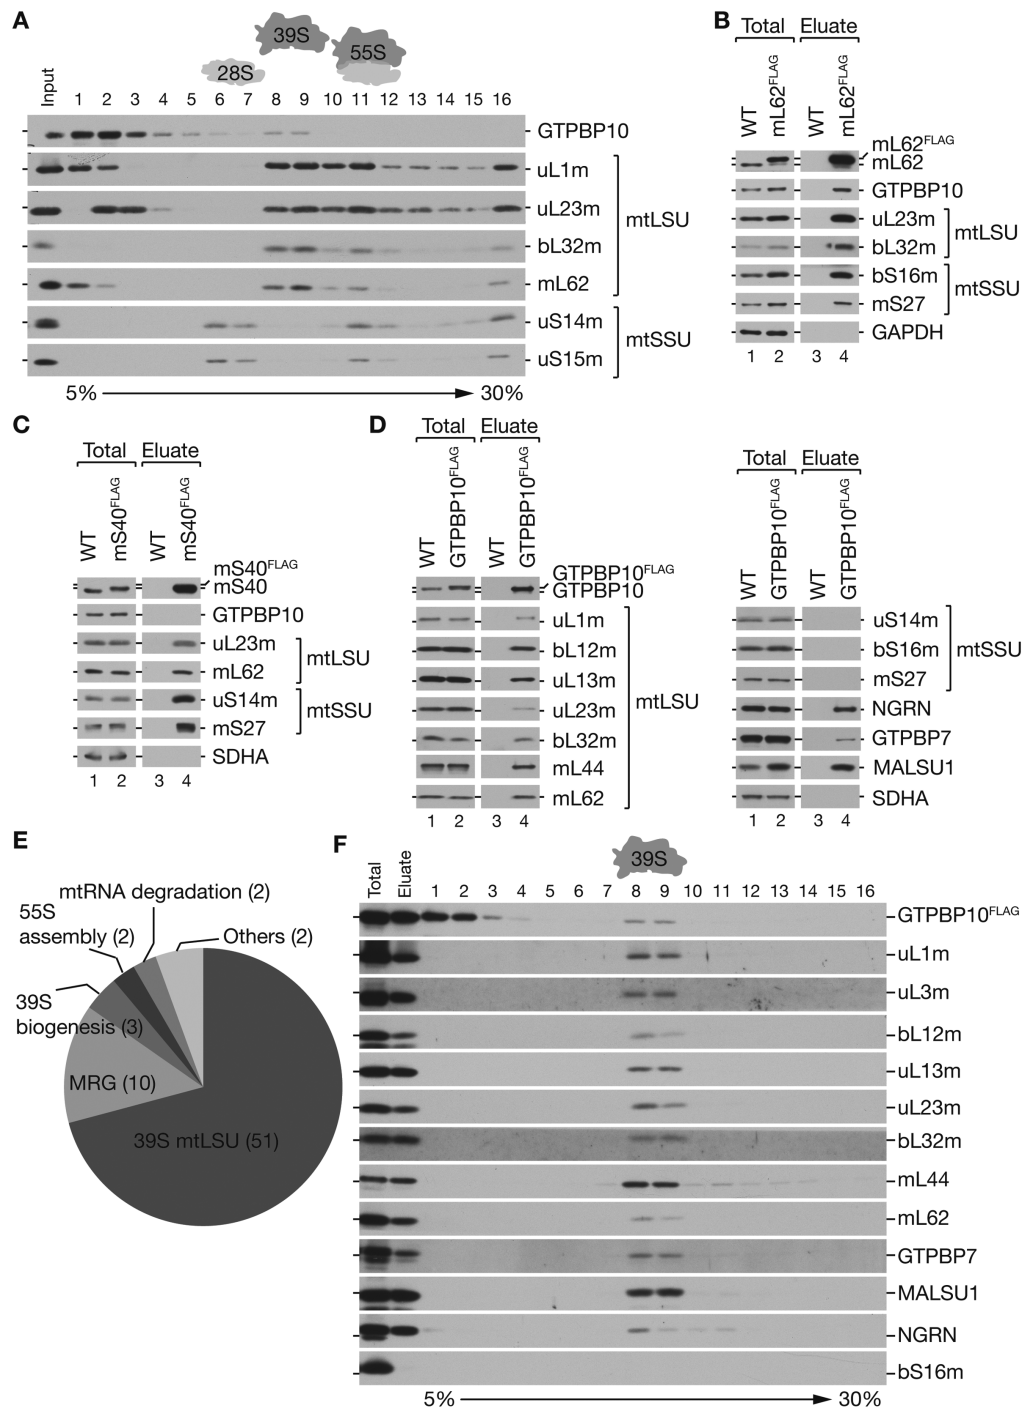 A
39S
55S
28S
Input 1 2 3 4 5 6 7 8 9 10 11 12 13 14 15 16
GTPBP10
uL1m
uL23m
bL32m
mL62
mtLSU
uS14m
uS15m
mtSSU
5% 30%
B
Total Eluate
WT mL62FLAG WT mL62FLAG
mL62FLAG
mL62
GTPBP10
uL23m
bL32m
mtLSU
bS16m
mS27
mtSSU
GAPDH
1 2 3 4
C
Total Eluate
WT mS40FLAG WT mS40FLAG
mS40FLAG
mS40
GTPBP10
uL23m
mL62
mtLSU
uS14m
mS27
mtSSU
SDHA
1 2 3 4
D
Total Eluate
WT GTPBP10FLAG WT GTPBP10FLAG
GTPBP10FLAG
GTPBP10
uL1m
bL12m
uL13m
uL23m
bL32m
mL44
mL62
mtLSU
1 2 3 4
Total Eluate
WT GTPBP10FLAG WT GTPBP10FLAG
uS14m
bS16m
mS27
mtSSU
NGRN
GTPBP7
MALSU1
SDHA
1 2 3 4
E
mtRNA degradation (2)
55S
assembly (2)
Others (2)
39S
biogenesis (3)
MRG (10)
39S mtLSU (51)
F
39S
Total Eluate 1 2 3 4 5 6 7 8 9 10 11 12 13 14 15 16
GTPBP10FLAG
uL1m
uL3m
bL12m
uL13m
uL23m
bL32m
mL44
mL62
GTPBP7
MALSU1
NGRN
bS16m
5% 30%